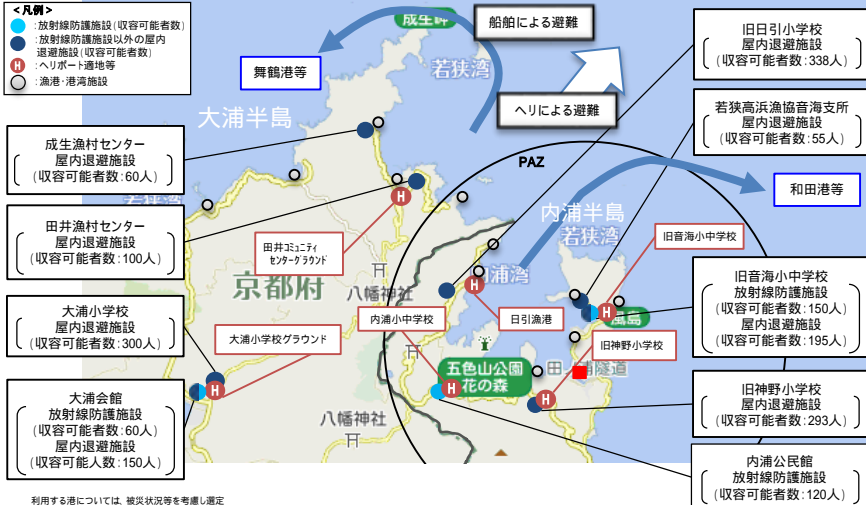 <凡例>
:放射線防護施設(収容可能者数)
:放射線防護施設以外の屋内
退避施設(収容可能者数)
H :ヘリポート適地等
:漁港・港湾施設
成生岬
船舶による避難
若狭湾
舞鶴港等
ヘリによる避難
大浦半島
旧日引小学校
屋内退避施設
(収容可能者数:338人)
若狭高浜漁協音海支所
屋内退避施設
(収容可能者数:55人)
成生漁村センター
屋内退避施設
(収容可能者数:60人)
PAZ
和田港等
若狭湾
H
内浦半島
若狭湾
田井漁村センター
屋内退避施設
(収容可能者数:100人)
田井コミュニティ
センターグラウンド
旧音海小中学校
内浦湾
H
京都府
八幡神社
内浦小中学校
日引漁港
H
風島
旧音海小中学校
放射線防護施設
(収容可能者数:150人)
屋内退避施設
(収容可能者数:195人)
大浦小学校
屋内退避施設
(収容可能者数:300人)
大浦小学校グラウンド
旧神野小学校
五色山公園
花の森
田ノ浦隧道
H
H
H
大浦会館
放射線防護施設
(収容可能者数:60人)
屋内退避施設
(収容可能人数:150人)
八幡神社
旧神野小学校
屋内退避施設
(収容可能者数:293人)
内浦公民館
放射線防護施設
(収容可能者数:120人)
利用する港については、被災状況等を考慮し選定